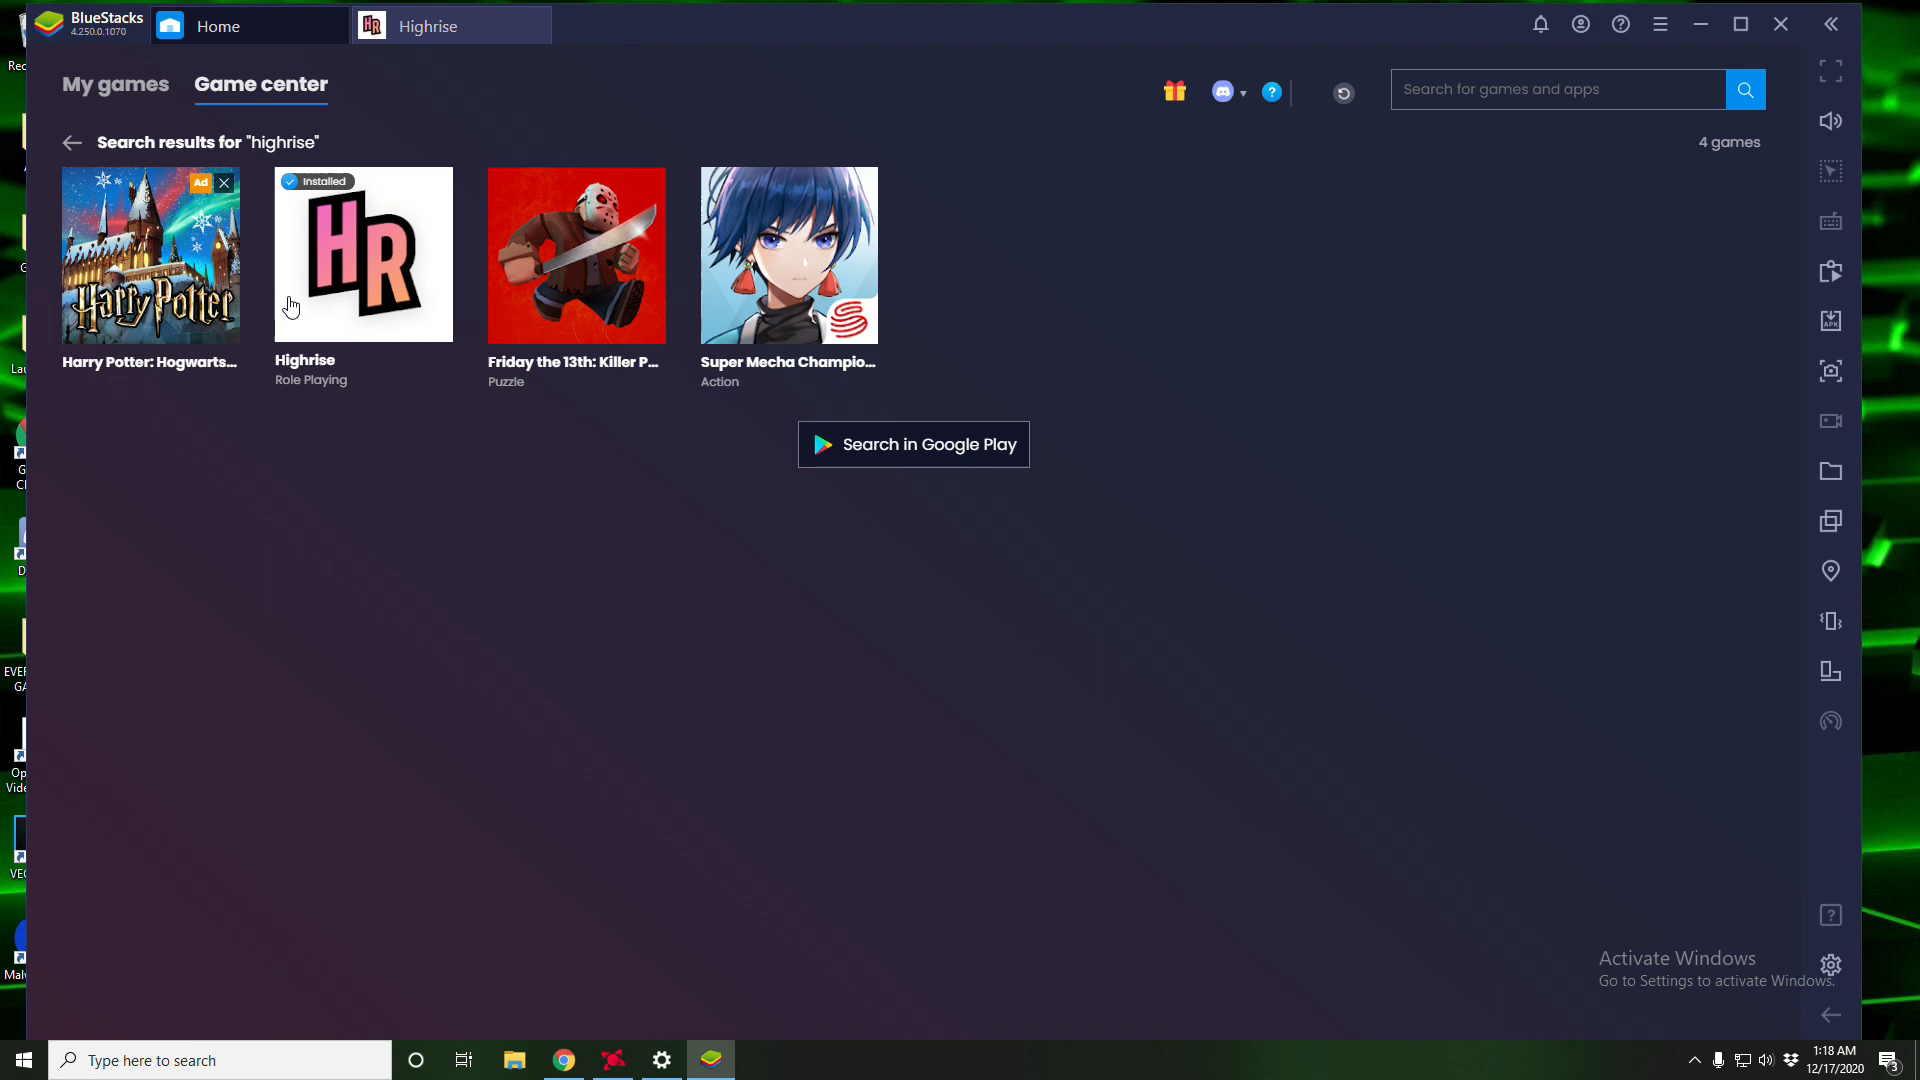 BlueStacks
4.250.0.1070
Home
Highrise
My games
Game center
Search for games and apps
Search results for "highrise"
4 games
Ad
Harry Potter
Installed
HR
Harry Potter: Hogwarts...
Highrise
Role Playing
Friday the 13th: Killer P...
Puzzle
Super Mecha Champio...
Action
Search in Google Play
APK
Activate Windows
Go to Settings to activate Windows.
Type here to search
1:18 AM
12/17/2020
3